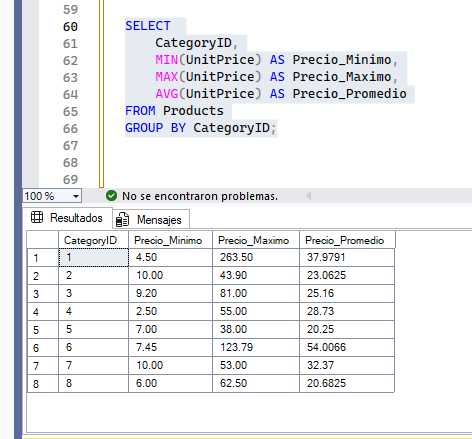 59
60 SELECT
61 CategoryID,
62 MIN(UnitPrice) AS Precio_Minimo,
63 MAX(UnitPrice) AS Precio_Maximo,
64 AVG(UnitPrice) AS Precio_Promedio
65 FROM Products
66 GROUP BY CategoryID;
67
68
69
100 % No se encontraron problemas.
Resultados Mensajes
CategoryID Precio_Minimo Precio_Maximo Precio_Promedio
1 1 4.50 263.50 37.9791
2 2 10.00 43.90 23.0625
3 3 9.20 81.00 25.16
4 4 2.50 55.00 28.73
5 5 7.00 38.00 20.25
6 6 7.45 123.79 54.0066
7 7 10.00 53.00 32.37
8 8 6.00 62.50 20.6825